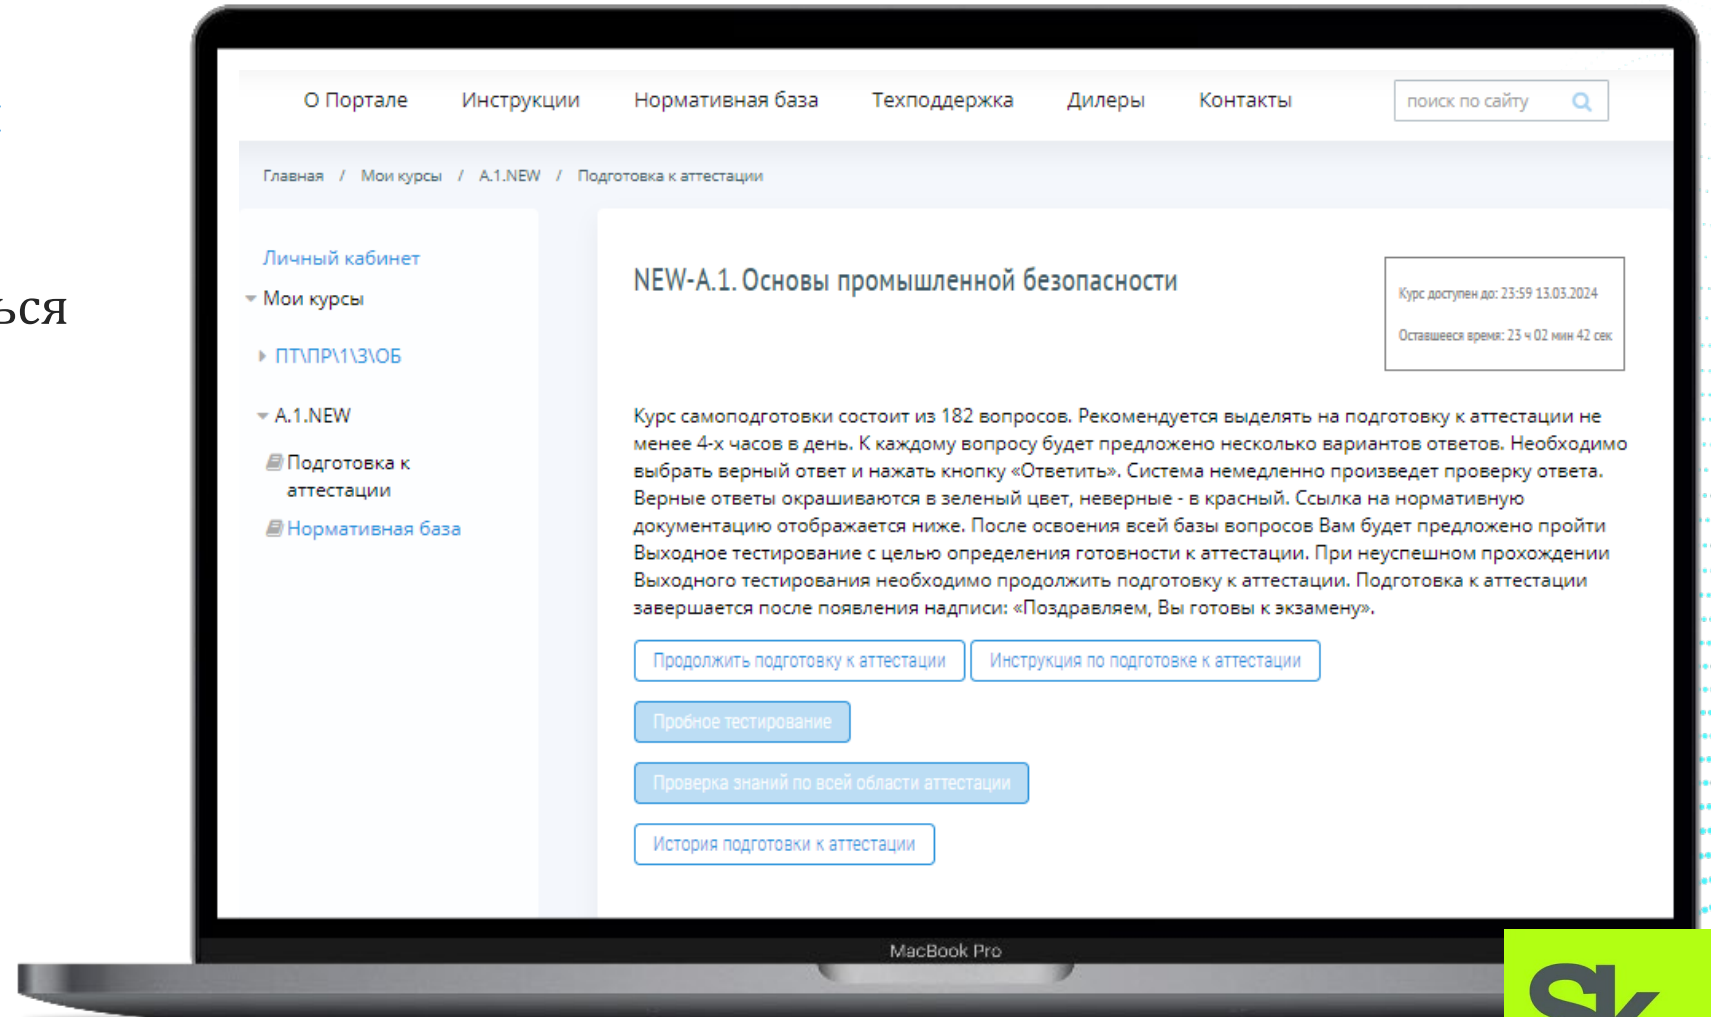 ься
О Портале Инструкции Нормативная база Техподдержка Дилеры Контакты поиск по сайту
Главная / Мои курсы / A.1.NEW / Подготовка к аттестации
Личный кабинет
Мои курсы
ПТ\ПР\1\3\ОБ
A.1.NEW
Подготовка к
аттестации
Нормативная база
NEW-А.1. Основы промышленной безопасности
Курс доступен до: 23:59 13.03.2024
Оставшееся время: 23 ч 02 мин 42 сек
Курс самоподготовки состоит из 182 вопросов. Рекомендуется выделять на подготовку к аттестации не
менее 4-х часов в день. К каждому вопросу будет предложено несколько вариантов ответов. Необходимо
выбрать верный ответ и нажать кнопку «Ответить». Система немедленно произведет проверку ответа.
Верные ответы окрашиваются в зеленый цвет, неверные - в красный. Ссылка на нормативную
документацию отображается ниже. После освоения всей базы вопросов Вам будет предложено пройти
Выходное тестирование с целью определения готовности к аттестации. При неуспешном прохождении
Выходного тестирования необходимо продолжить подготовку к аттестации. Подготовка к аттестации
завершается после появления надписи: «Поздравляем, Вы готовы к экзамену».
Продолжить подготовку к аттестации Инструкция по подготовке к аттестации
Пробное тестирование
Проверка знаний по всей области аттестации
История подготовки к аттестации
MacBook Pro
Sk